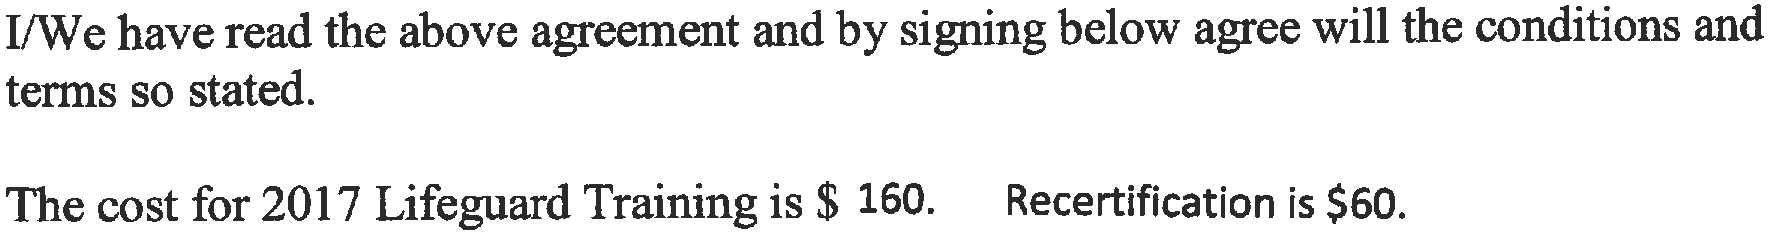 I/We have read the above agreement and by signing below agree will the conditions and
terms so stated.
The cost for 2017 Lifeguard Training is $ 160. Recertification is $60.